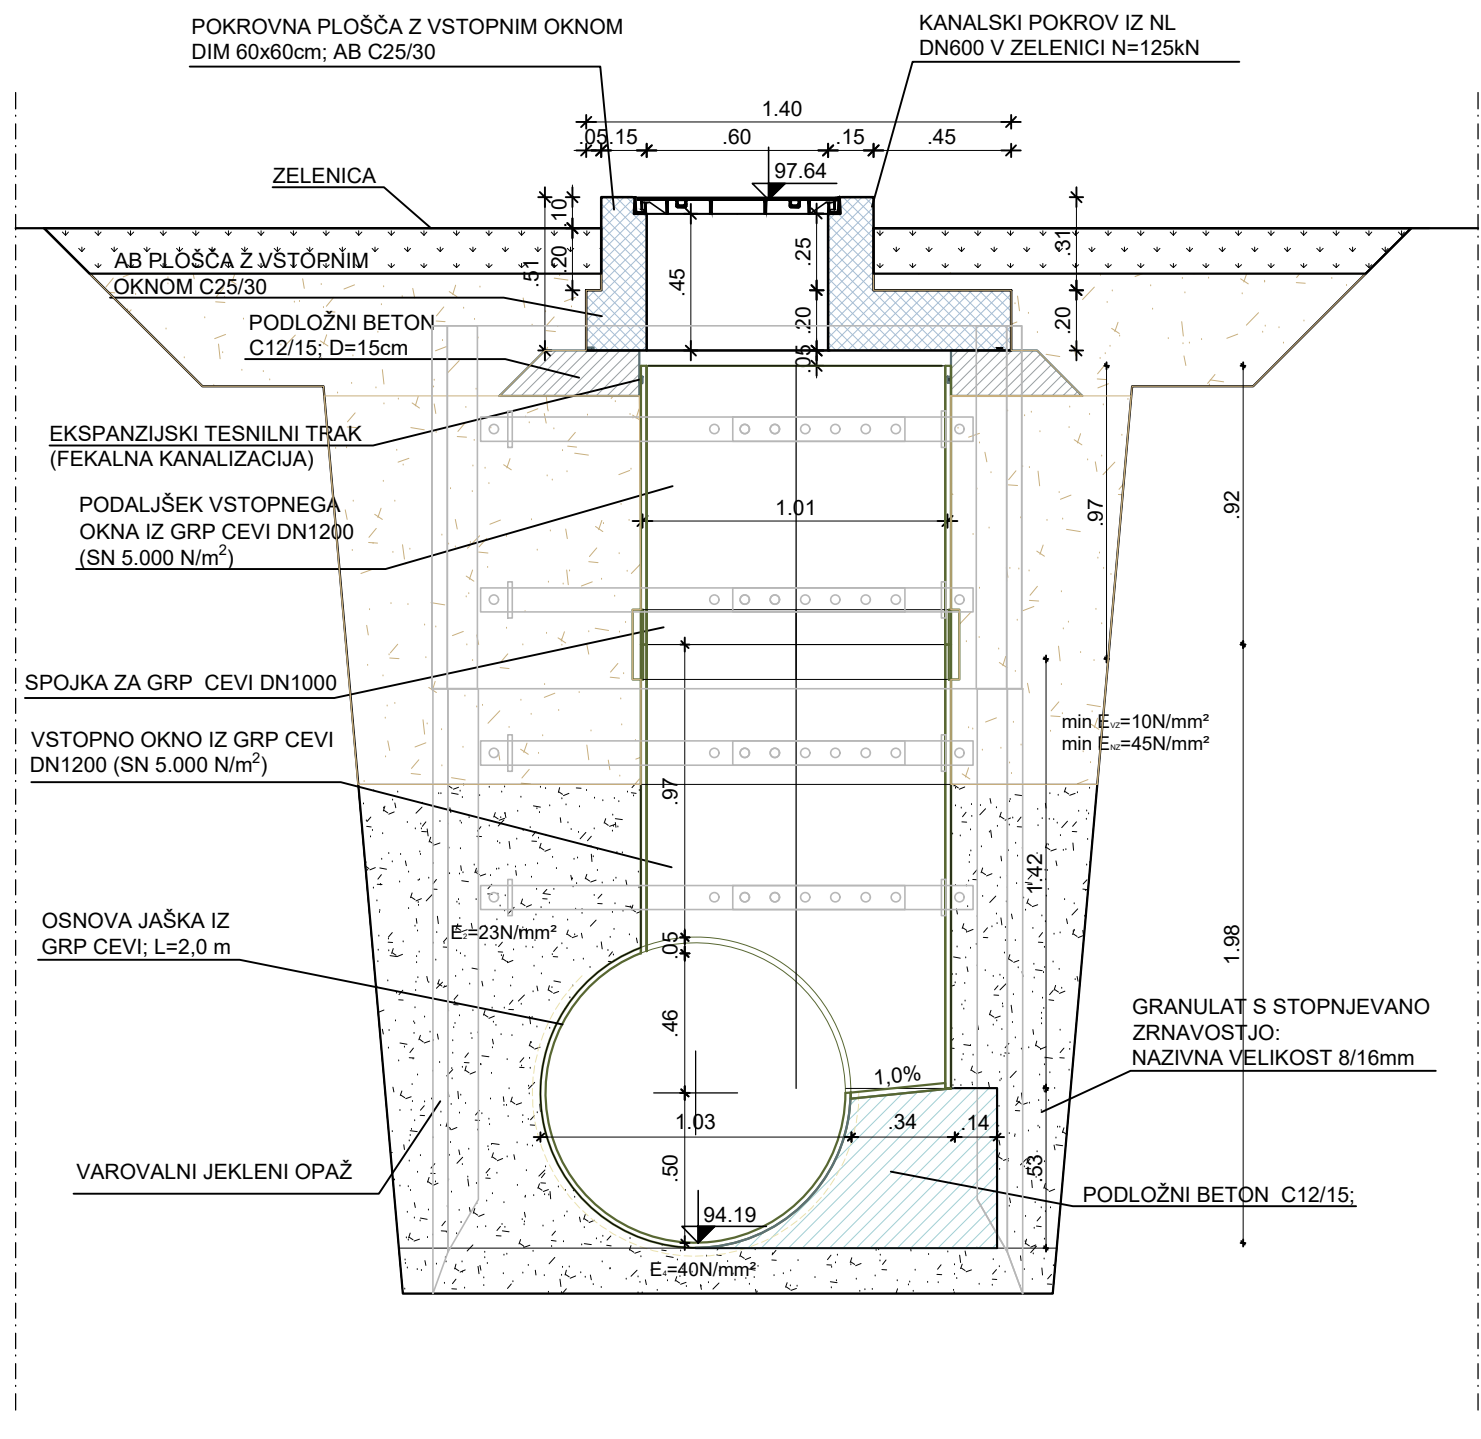 POKROVNA PLOŠČA Z VSTOPNIM OKNOM
DIM 60x60cm; AB C25/30
KANALSKI POKROV IZ NL
DN600 V ZELENICI N=125kN
1.40
.05 .15 .60 .15 .45
97.64
ZELENICA
.10
.20
.51
.45
.25
.20
.05
.31
.20
AB PLOŠČA Z VSTOPNIM
OKNOM C25/30
PODLOŽNI BETON
C12/15; D=15cm
EKSPANZIJSKI TESNILNI TRAK
(FEKALNA KANALIZACIJA)
PODALJŠEK VSTOPNEGA
OKNA IZ GRP CEVI DN1200
(SN 5.000 N/m²)
1.01
.97
.92
SPOJKA ZA GRP CEVI DN1000
VSTOPNO OKNO IZ GRP CEVI
DN1200 (SN 5.000 N/m²)
min E_VZ=10N/mm²
min E_NZ=45N/mm²
.97
1.42
1.98
OSNOVA JAŠKA IZ
GRP CEVI; L=2,0 m
E₂=23N/mm²
.05
.46
GRANULAT S STOPNJEVANO
ZRNAVOSTJO:
NAZIVNA VELIKOST 8/16mm
1,0%
1.03 .34 .14
.50
.53
VAROVALNI JEKLENI OPAŽ
PODLOŽNI BETON C12/15;
94.19
E₄=40N/mm²